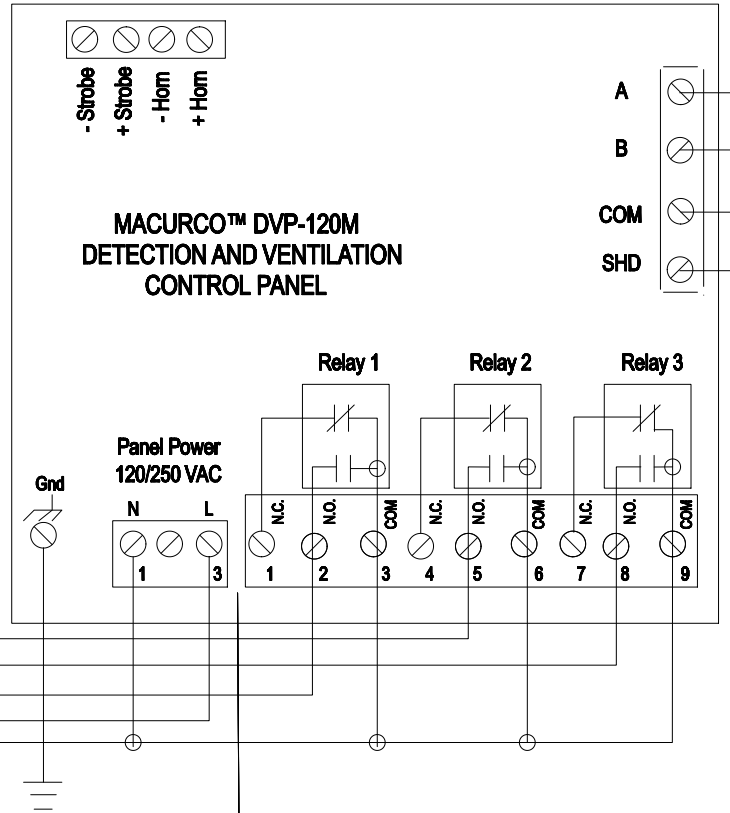 - Strobe
+ Strobe
- Horn
+ Horn
A
B
COM
SHD
MACURCO™ DVP-120M
DETECTION AND VENTILATION
CONTROL PANEL
Relay 1 Relay 2 Relay 3
Panel Power
120/250 VAC
Gnd
N L
N.C. N.O. COM N.C. N.O. COM N.C. N.O. COM
1 3 1 2 3 4 5 6 7 8 9